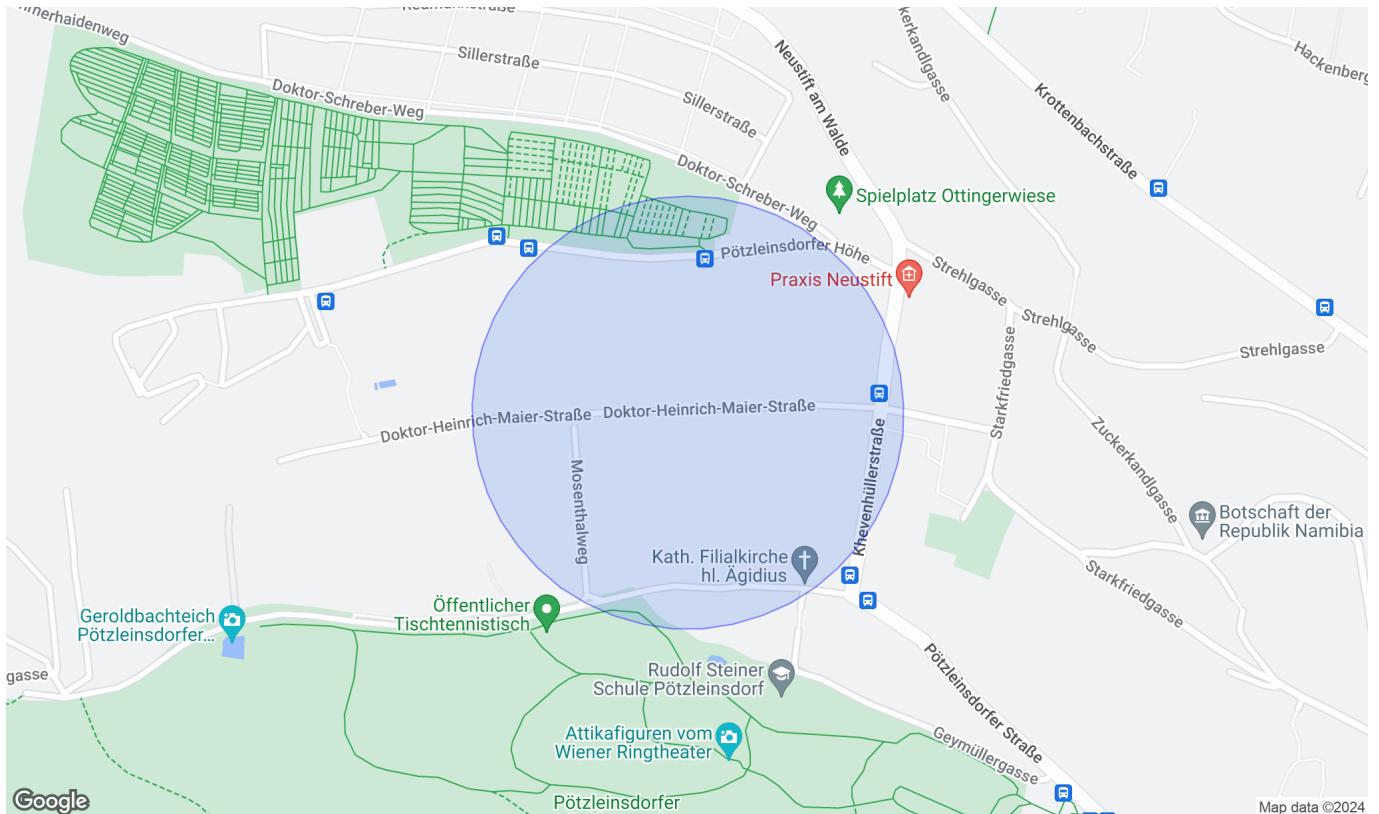 Doktor-Schreber-Weg
Sillerstraße
Sillerstraße
Neustift am Walde
Krottenbachstraße
Doktor-Schreber-Weg
Spielplatz Ottingerwiese
Pötzleinsdorfer Höhe
Praxis Neustift
Strehlgasse
Strehlgasse
Strehlgasse
Starkfriedgasse
Doktor-Heinrich-Maier-Straße
Doktor-Heinrich-Maier-Straße
Mosenthalweg
Khevenhüllerstraße
Zuckerkandlgasse
Botschaft der
Republik Namibia
Kath. Filialkirche
hl. Ägidius
Starkfriedgasse
Öffentlicher
Tischtennistisch
Geroldbachteich
Pötzleinsdorfer...
gasse
Rudolf Steiner
Schule Pötzleinsdorf
Pötzleinsdorfer Straße
Attikafiguren vom
Wiener Ringtheater
Geymüllergasse
Pötzleinsdorfer
Google
Map data ©2024